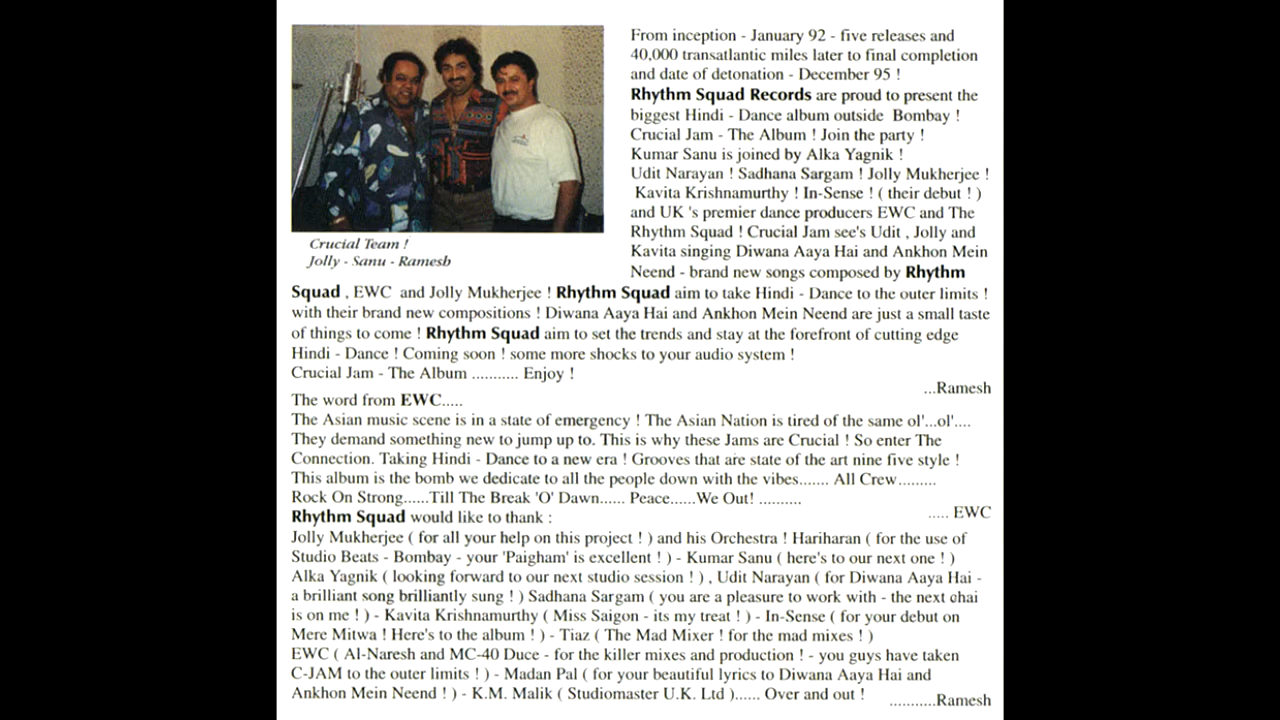 From inception - January 92 - five releases and
40,000 transatlantic miles later to final completion
and date of detonation - December 95 !
Rhythm Squad Records are proud to present the
biggest Hindi - Dance album outside Bombay !
Crucial Jam - The Album ! Join the party !
Kumar Sanu is joined by Alka Yagnik !
Udit Narayan ! Sadhana Sargam ! Jolly Mukherjee !
Kavita Krishnamurthy ! In-Sense ! ( their debut ! )
and UK 's premier dance producers EWC and The
Rhythm Squad ! Crucial Jam see's Udit , Jolly and
Kavita singing Diwana Aaya Hai and Ankhon Mein
Neend - brand new songs composed by Rhythm
Crucial Team !
Jolly - Sanu - Ramesh
Squad , EWC and Jolly Mukherjee ! Rhythm Squad aim to take Hindi - Dance to the outer limits !
with their brand new compositions ! Diwana Aaya Hai and Ankhon Mein Neend are just a small taste
of things to come ! Rhythm Squad aim to set the trends and stay at the forefront of cutting edge
Hindi - Dance ! Coming soon ! some more shocks to your audio system !
Crucial Jam - The Album ........... Enjoy !
...Ramesh
The word from EWC.....
The Asian music scene is in a state of emergency ! The Asian Nation is tired of the same ol'...ol'....
They demand something new to jump up to. This is why these Jams are Crucial ! So enter The
Connection. Taking Hindi - Dance to a new era ! Grooves that are state of the art nine five style !
This album is the bomb we dedicate to all the people down with the vibes....... All Crew.........
Rock On Strong......Till The Break 'O' Dawn...... Peace......We Out! ..........
..... EWC
Rhythm Squad would like to thank :
Jolly Mukherjee ( for all your help on this project ! ) and his Orchestra ! Hariharan ( for the use of
Studio Beats - Bombay - your 'Paigham' is excellent ! ) - Kumar Sanu ( here's to our next one ! )
Alka Yagnik ( looking forward to our next studio session ! ) , Udit Narayan ( for Diwana Aaya Hai -
a brilliant song brilliantly sung ! ) Sadhana Sargam ( you are a pleasure to work with - the next chai
is on me ! ) - Kavita Krishnamurthy ( Miss Saigon - its my treat ! ) - In-Sense ( for your debut on
Mere Mitwa ! Here's to the album ! ) - Tiaz ( The Mad Mixer ! for the mad mixes ! )
EWC ( Al-Naresh and MC-40 Duce - for the killer mixes and production ! - you guys have taken
C-JAM to the outer limits ! ) - Madan Pal ( for your beautiful lyrics to Diwana Aaya Hai and
Ankhon Mein Neend ! ) - K.M. Malik ( Studiomaster U.K. Ltd )...... Over and out !
...........Ramesh